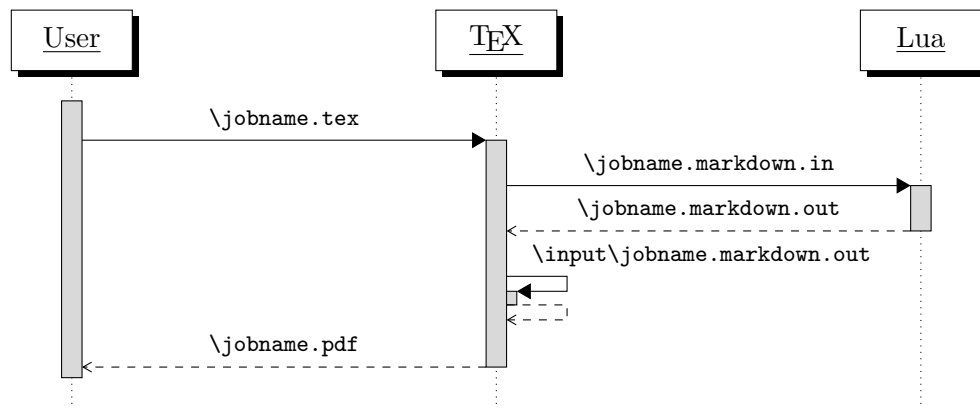 User
TEX
Lua
\jobname.tex
\jobname.markdown.in
\jobname.markdown.out
\input\jobname.markdown.out
\jobname.pdf